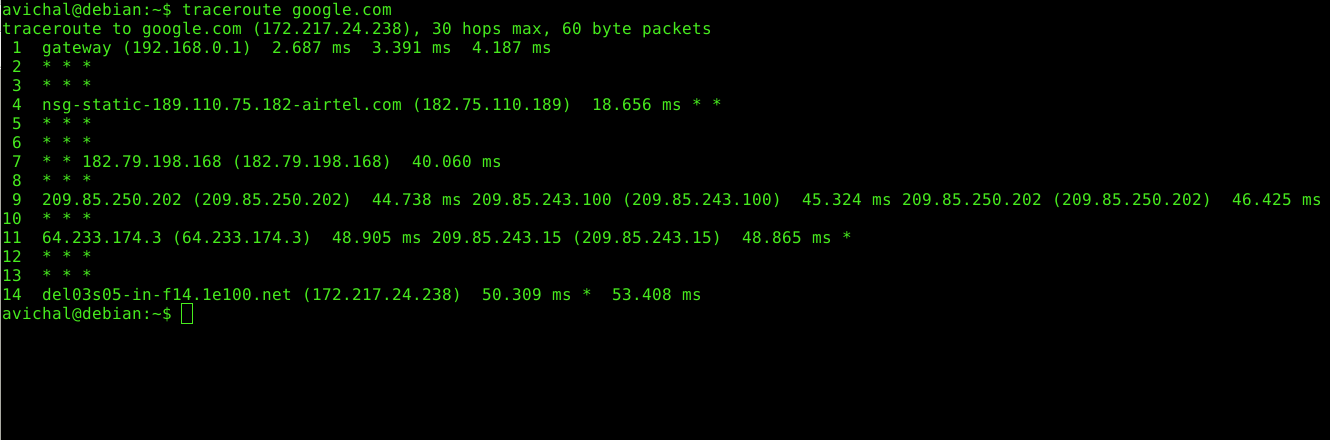 avichal@debian:~$ traceroute google.com
traceroute to google.com (172.217.24.238), 30 hops max, 60 byte packets
 1  gateway (192.168.0.1)  2.687 ms  3.391 ms  4.187 ms
 2  * * *
 3  * * *
 4  nsg-static-189.110.75.182-airtel.com (182.75.110.189)  18.656 ms * *
 5  * * *
 6  * * *
 7  * * 182.79.198.168 (182.79.198.168)  40.060 ms
 8  * * *
 9  209.85.250.202 (209.85.250.202)  44.738 ms 209.85.243.100 (209.85.243.100)  45.324 ms 209.85.250.202 (209.85.250.202)  46.425 ms
10  * * *
11  64.233.174.3 (64.233.174.3)  48.905 ms 209.85.243.15 (209.85.243.15)  48.865 ms *
12  * * *
13  * * *
14  del03s05-in-f14.1e100.net (172.217.24.238)  50.309 ms *  53.408 ms
avichal@debian:~$